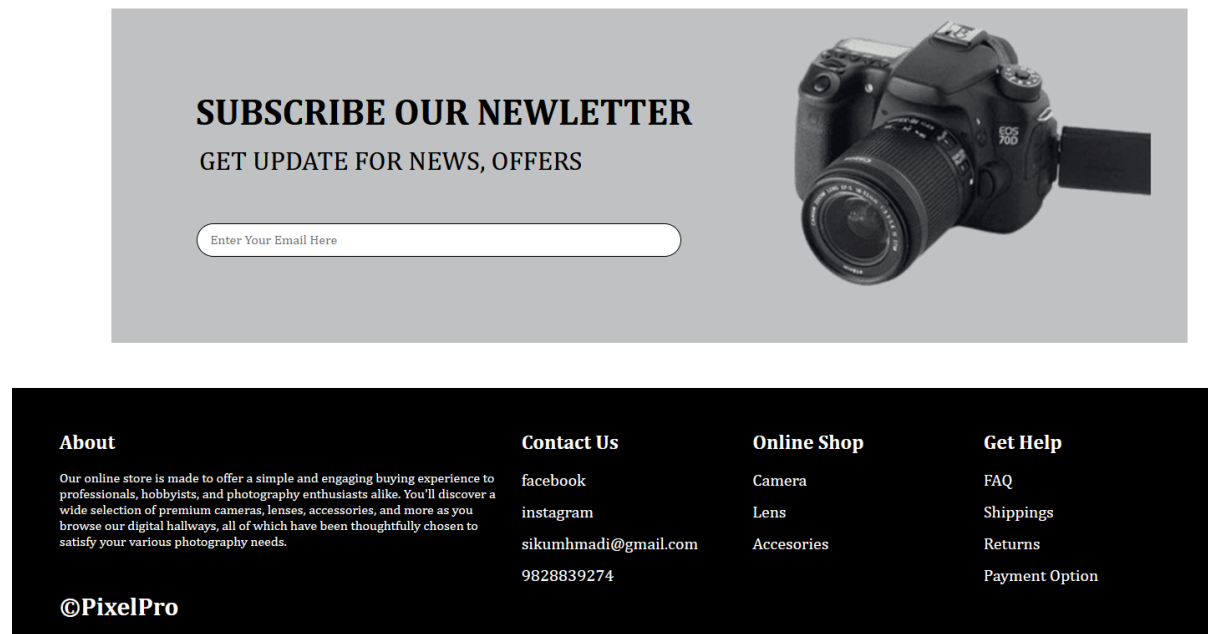 SUBSCRIBE OUR NEWLETTER
GET UPDATE FOR NEWS, OFFERS
Enter Your Email Here
EOS
70D
Canon
About
Our online store is made to offer a simple and engaging buying experience to
professionals, hobbyists, and photography enthusiasts alike. You'll discover a
wide selection of premium cameras, lenses, accessories, and more as you
browse our digital hallways, all of which have been thoughtfully chosen to
satisfy your various photography needs.
©PixelPro
Contact Us
facebook
instagram
sikumhmadi@gmail.com
9828839274
Online Shop
Camera
Lens
Accesories
Get Help
FAQ
Shippings
Returns
Payment Option